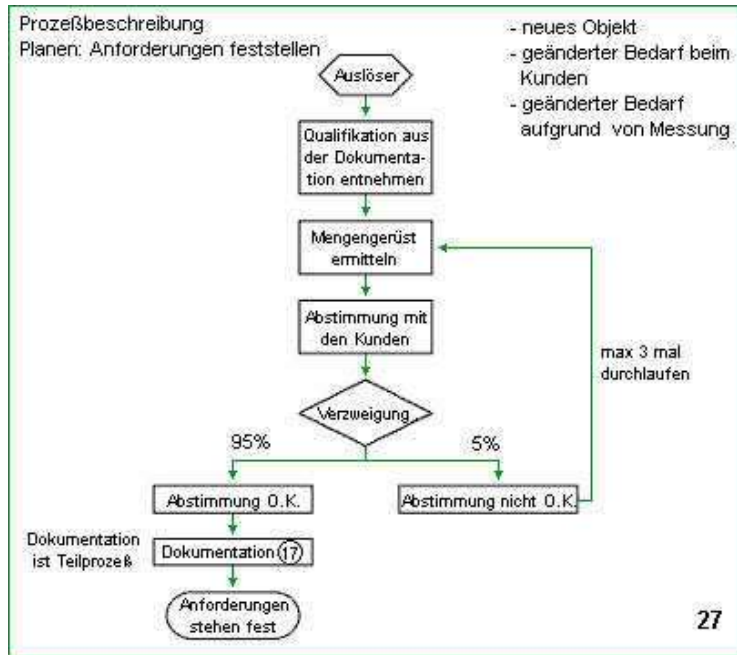 Prozeßbeschreibung
Planen: Anforderungen feststellen
- neues Objekt
- geänderter Bedarf beim
Kunden
- geänderter Bedarf
aufgrund von Messung
Auslöser
Qualifikation aus
der Dokumenta-
tion entnehmen
Mengengerüst
ermitteln
Abstimmung mit
den Kunden
max 3 mal
durchlaufen
Verzweigung
95%
5%
Abstimmung O.K.
Abstimmung nicht O.K.
Dokumentation
ist Teilprozeß
Dokumentation 17
Anforderungen
stehen fest
27